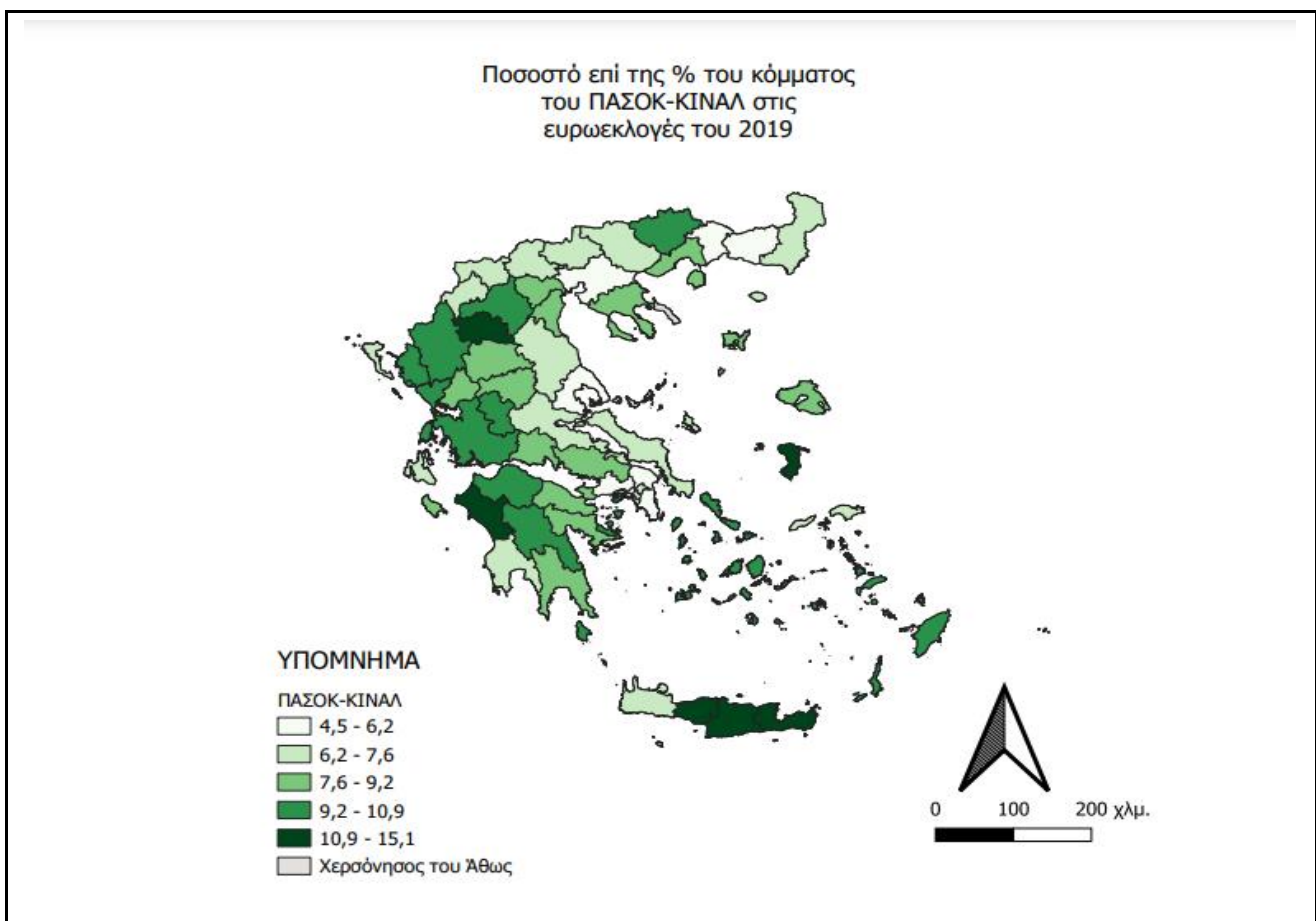 Ποσοστό επί της % του κόμματος
του ΠΑΣΟΚ-ΚΙΝΑΛ στις
ευρωεκλογές του 2019
ΥΠΟΜΝΗΜΑ
ΠΑΣΟΚ-ΚΙΝΑΛ
4,5 - 6,2
6,2 - 7,6
7,6 - 9,2
9,2 - 10,9
10,9 - 15,1
Χερσόνησος του Άθως
0 100 200 χλμ.